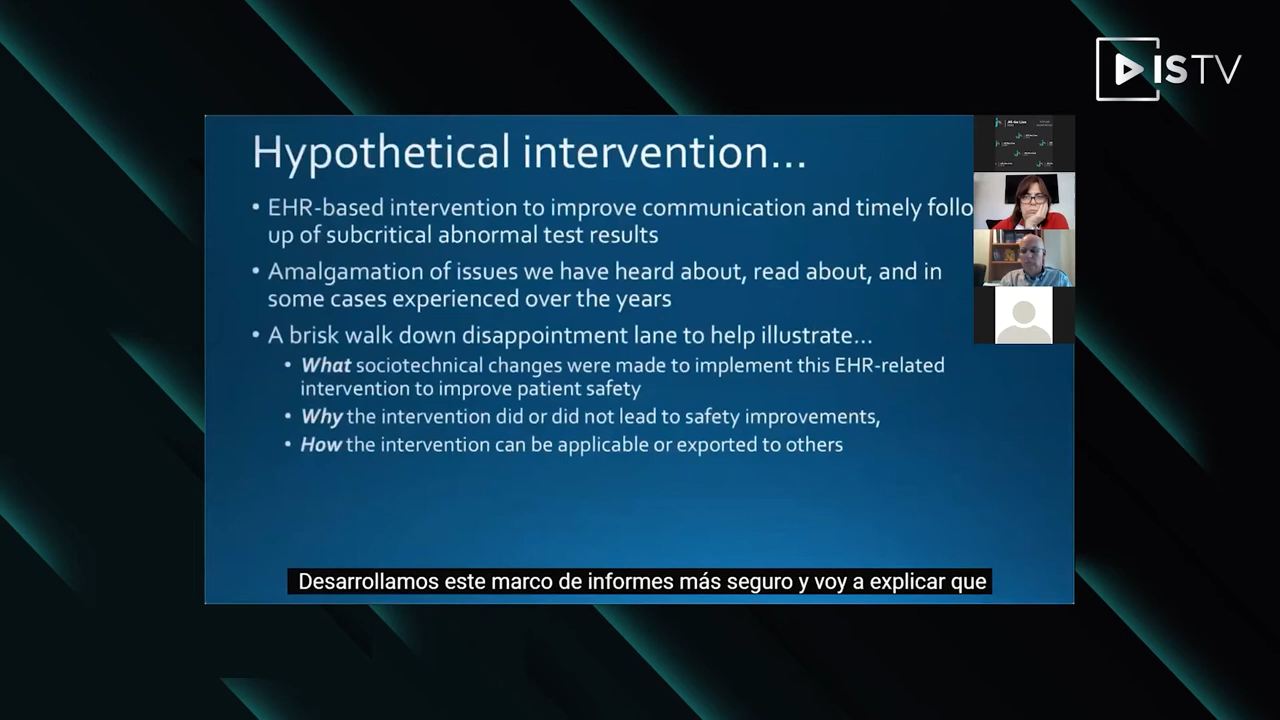 ISTV
Hypothetical intervention...
• EHR-based intervention to improve communication and timely follo
up of subcritical abnormal test results
• Amalgamation of issues we have heard about, read about, and in
some cases experienced over the years
• A brisk walk down disappointment lane to help illustrate...
• What sociotechnical changes were made to implement this EHR-related
intervention to improve patient safety
• Why the intervention did or did not lead to safety improvements,
• How the intervention can be applicable or exported to others
Desarrollamos este marco de informes más seguro y voy a explicar que